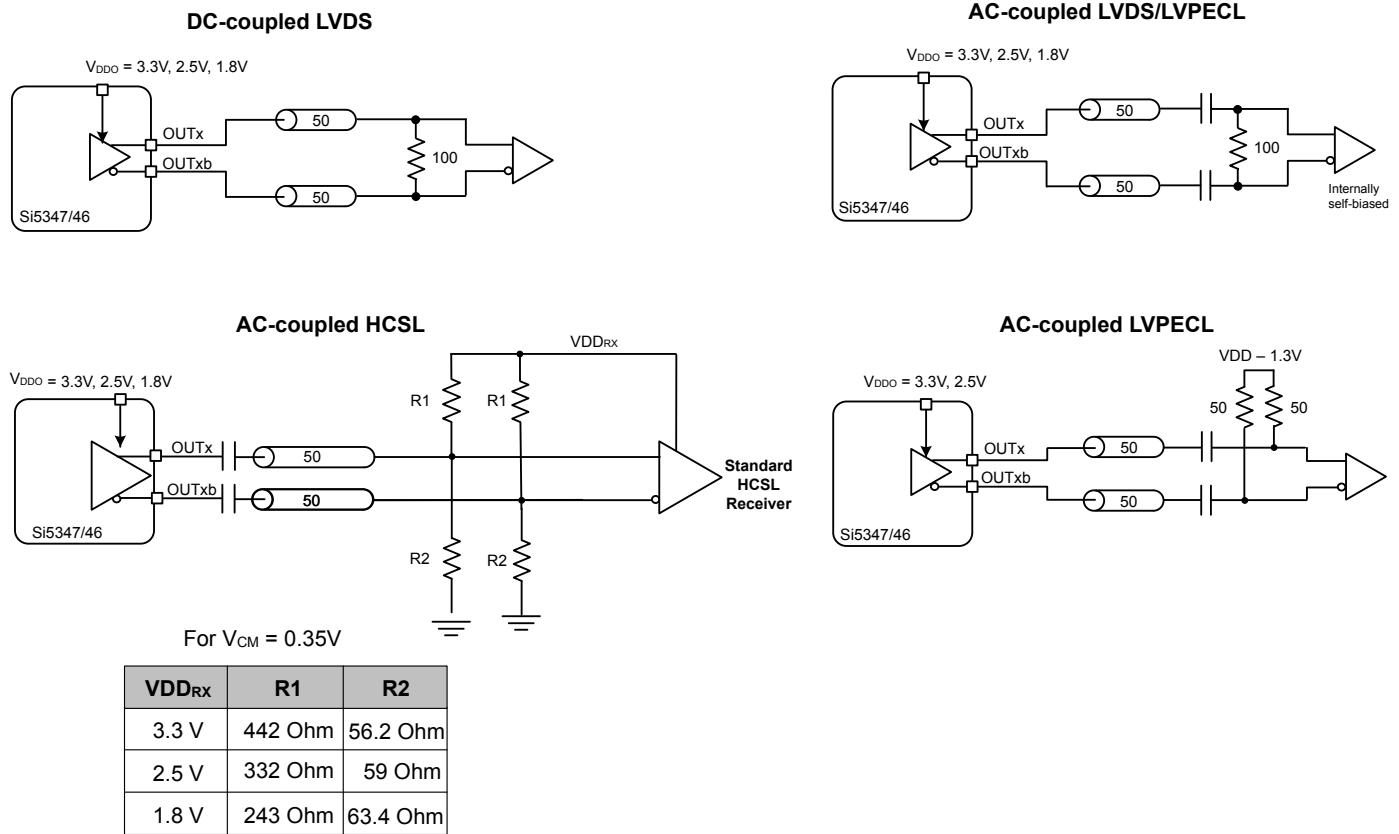 DC-coupled LVDS
VDDO = 3.3V, 2.5V, 1.8V
OUTx
50
100
OUTxb
50
Si5347/46
AC-coupled LVDS/LVPECL
VDDO = 3.3V, 2.5V, 1.8V
OUTx
50
100
OUTxb
50
Internally
self-biased
Si5347/46
AC-coupled HCSL
VDDRX
VDDO = 3.3V, 2.5V, 1.8V
R1
R1
OUTx
50
OUTxb
50
Standard
HCSL
Receiver
Si5347/46
R2
R2
For VCM = 0.35V
VDDRX R1 R2
3.3 V 442 Ohm 56.2 Ohm
2.5 V 332 Ohm 59 Ohm
1.8 V 243 Ohm 63.4 Ohm
AC-coupled LVPECL
VDD – 1.3V
VDDO = 3.3V, 2.5V
50
50
OUTx
50
OUTxb
50
Si5347/46